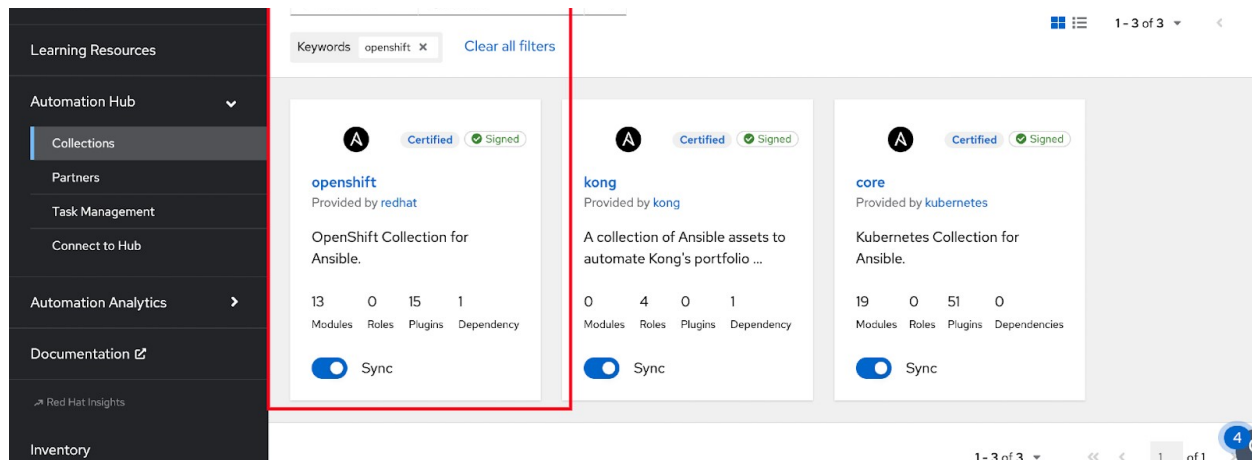 Learning Resources
Automation Hub
Collections
Partners
Task Management
Connect to Hub
Automation Analytics
Documentation
Red Hat Insights
Inventory
1 - 3 of 3
Keywords openshift Clear all filters
Certified Signed
openshift
Provided by redhat
OpenShift Collection for
Ansible.
13 0 15 1
Modules Roles Plugins Dependency
Sync
Certified Signed
kong
Provided by kong
A collection of Ansible assets to
automate Kong's portfolio ...
0 4 0 1
Modules Roles Plugins Dependency
Sync
Certified Signed
core
Provided by kubernetes
Kubernetes Collection for
Ansible.
19 0 51 0
Modules Roles Plugins Dependencies
Sync
4
1 - 3 of 3 1 of 1